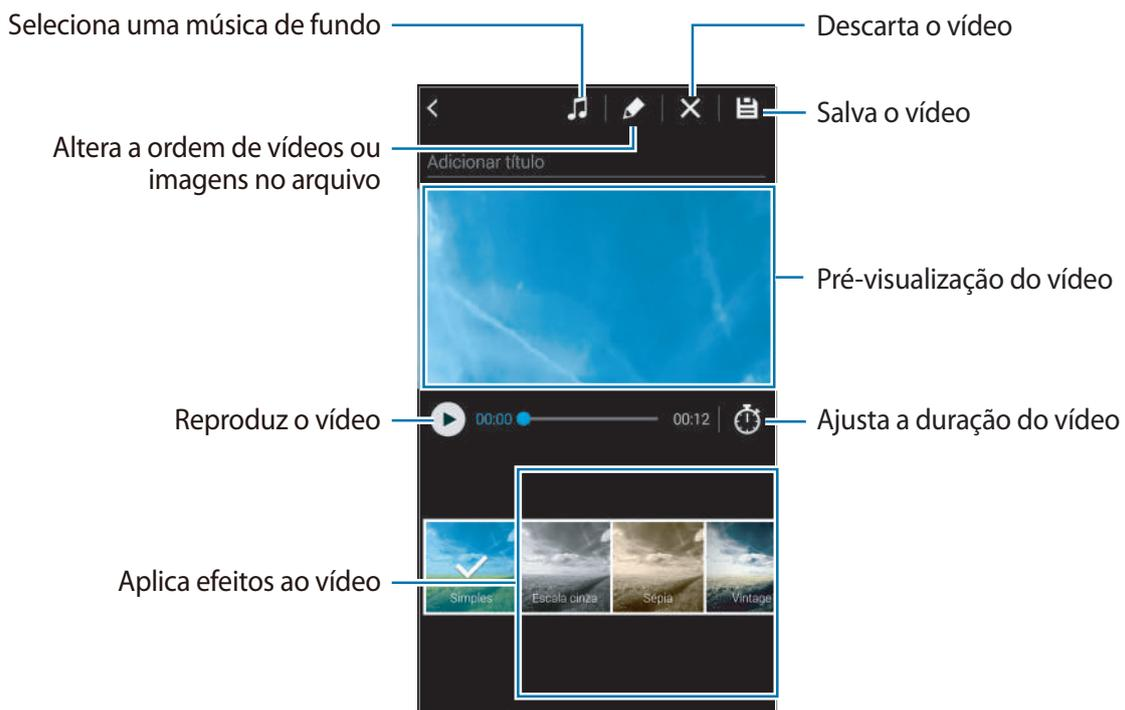 Seleciona uma música de fundo
Descarta o vídeo
Salva o vídeo
Altera a ordem de vídeos ou
imagens no arquivo
Adicionar título
Pré-visualização do vídeo
Reproduz o vídeo
00:00
00:12
Ajusta a duração do vídeo
Aplica efeitos ao vídeo
Simples
Escala cinza
Sépia
Vintage